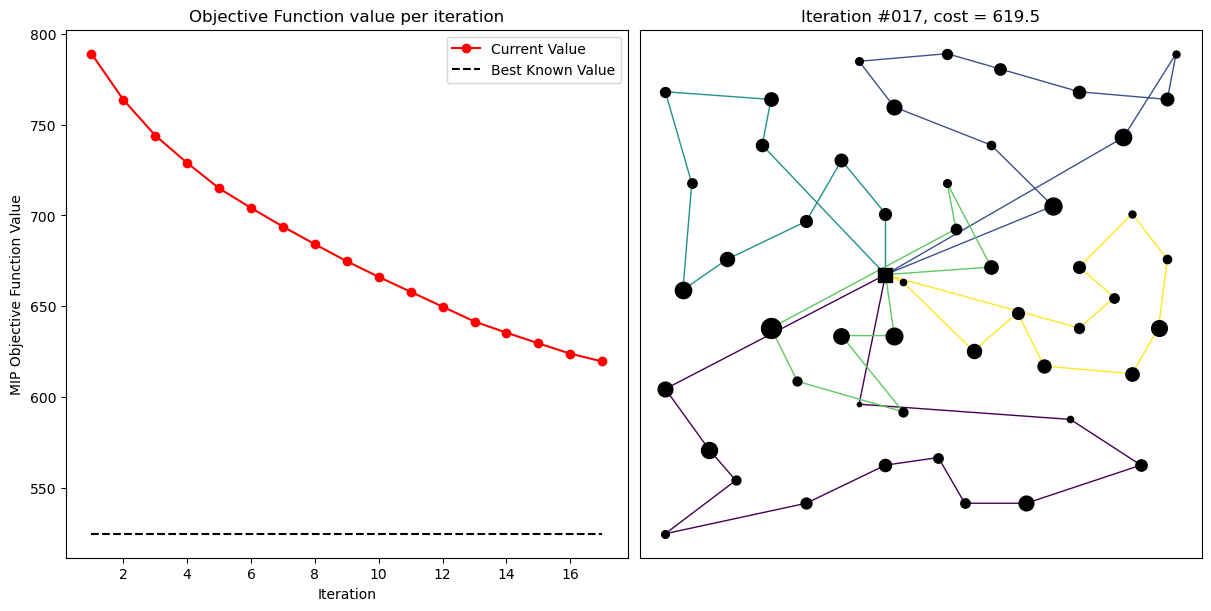 Objective Function value per iteration
Iteration #017, cost = 619.5
Current Value
Best Known Value
MIP Objective Function Value
800
750
700
650
600
550
2 4 6 8 10 12 14 16
Iteration